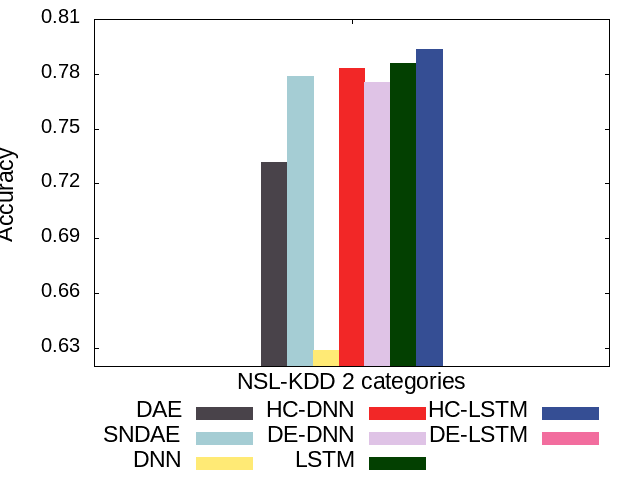 0.81
0.78
0.75
0.72
0.69
0.66
0.63
Accuracy
NSL-KDD 2 categories
DAE HC-DNN HC-LSTM
SNDAE DE-DNN DE-LSTM
DNN LSTM